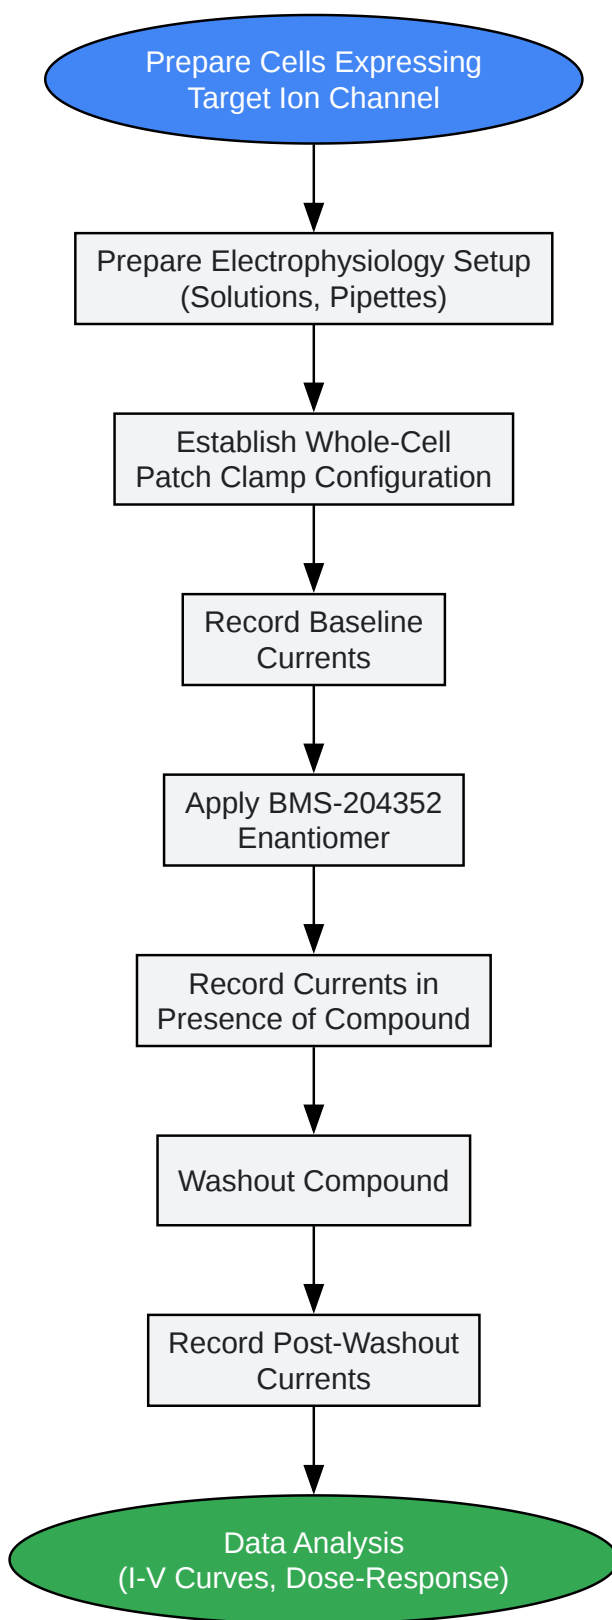 Prepare Cells Expressing
Target Ion Channel
Prepare Electrophysiology Setup
(Solutions, Pipettes)
Establish Whole-Cell
Patch Clamp Configuration
Record Baseline
Currents
Apply BMS-204352
Enantiomer
Record Currents in
Presence of Compound
Washout Compound
Record Post-Washout
Currents
Data Analysis
(I-V Curves, Dose-Response)